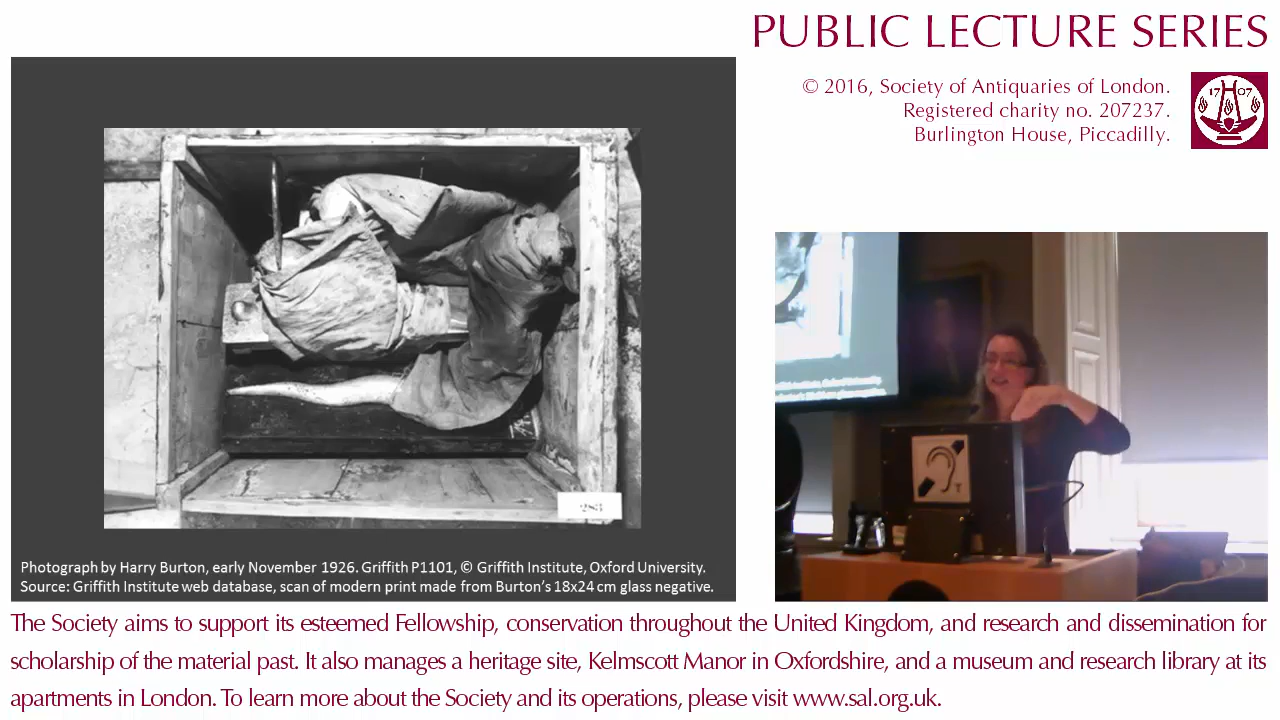 PUBLIC LECTURE SERIES
© 2016, Society of Antiquaries of London.
Registered charity no. 207237.
Burlington House, Piccadilly.
17 07
283
Photograph by Harry Burton, early November 1926. Griffith P1101, © Griffith Institute, Oxford University.
Source: Griffith Institute web database, scan of modern print made from Burton's 18x24 cm glass negative.
T
The Society aims to support its esteemed Fellowship, conservation throughout the United Kingdom, and research and dissemination for
scholarship of the material past. It also manages a heritage site, Kelmscott Manor in Oxfordshire, and a museum and research library at its
apartments in London. To learn more about the Society and its operations, please visit www.sal.org.uk.